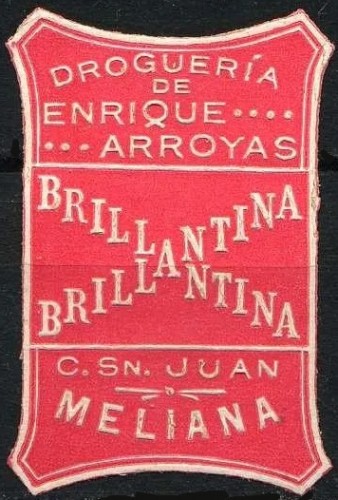 DROGUERÍA
DE
ENRIQUE ....
... ARROYAS
BRILLANTINA
BRILLANTINA
C. SN. JUAN
MELIANA